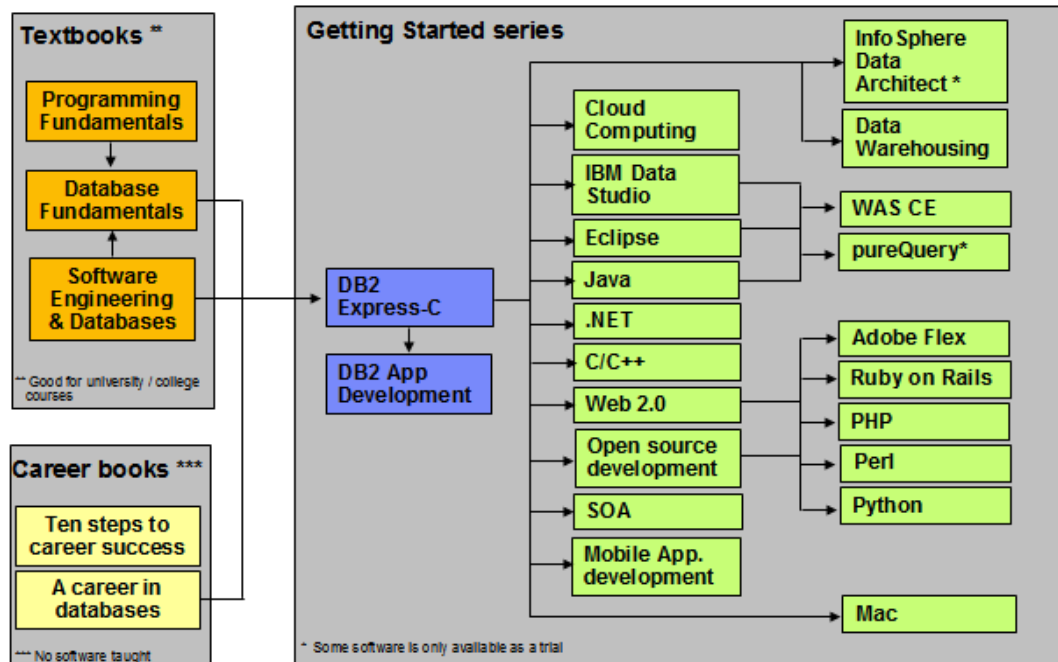 Textbooks **
Programming
Fundamentals
Database
Fundamentals
Software
Engineering
& Databases
** Good for university / college
courses
Career books ***
Ten steps to
career success
A career in
databases
*** No software taught
Getting Started series
DB2
Express-C
DB2 App
Development
Cloud
Computing
IBM Data
Studio
Eclipse
Java
.NET
C/C++
Web 2.0
Open source
development
SOA
Mobile App.
development
InfoSphere
Data
Architect *
Data
Warehousing
WAS CE
pureQuery*
Adobe Flex
Ruby on Rails
PHP
Perl
Python
Mac
* Some software is only available as a trial